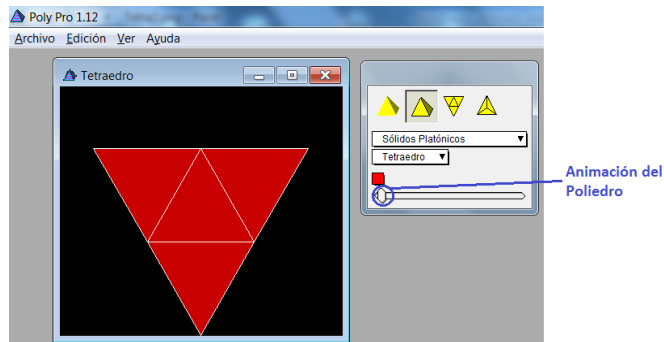 Poly Pro 1.12
Archivo Edición Ver Ayuda
Tetraedro
Sólidos Platónicos
Tetraedro
Animación del
Poliedro